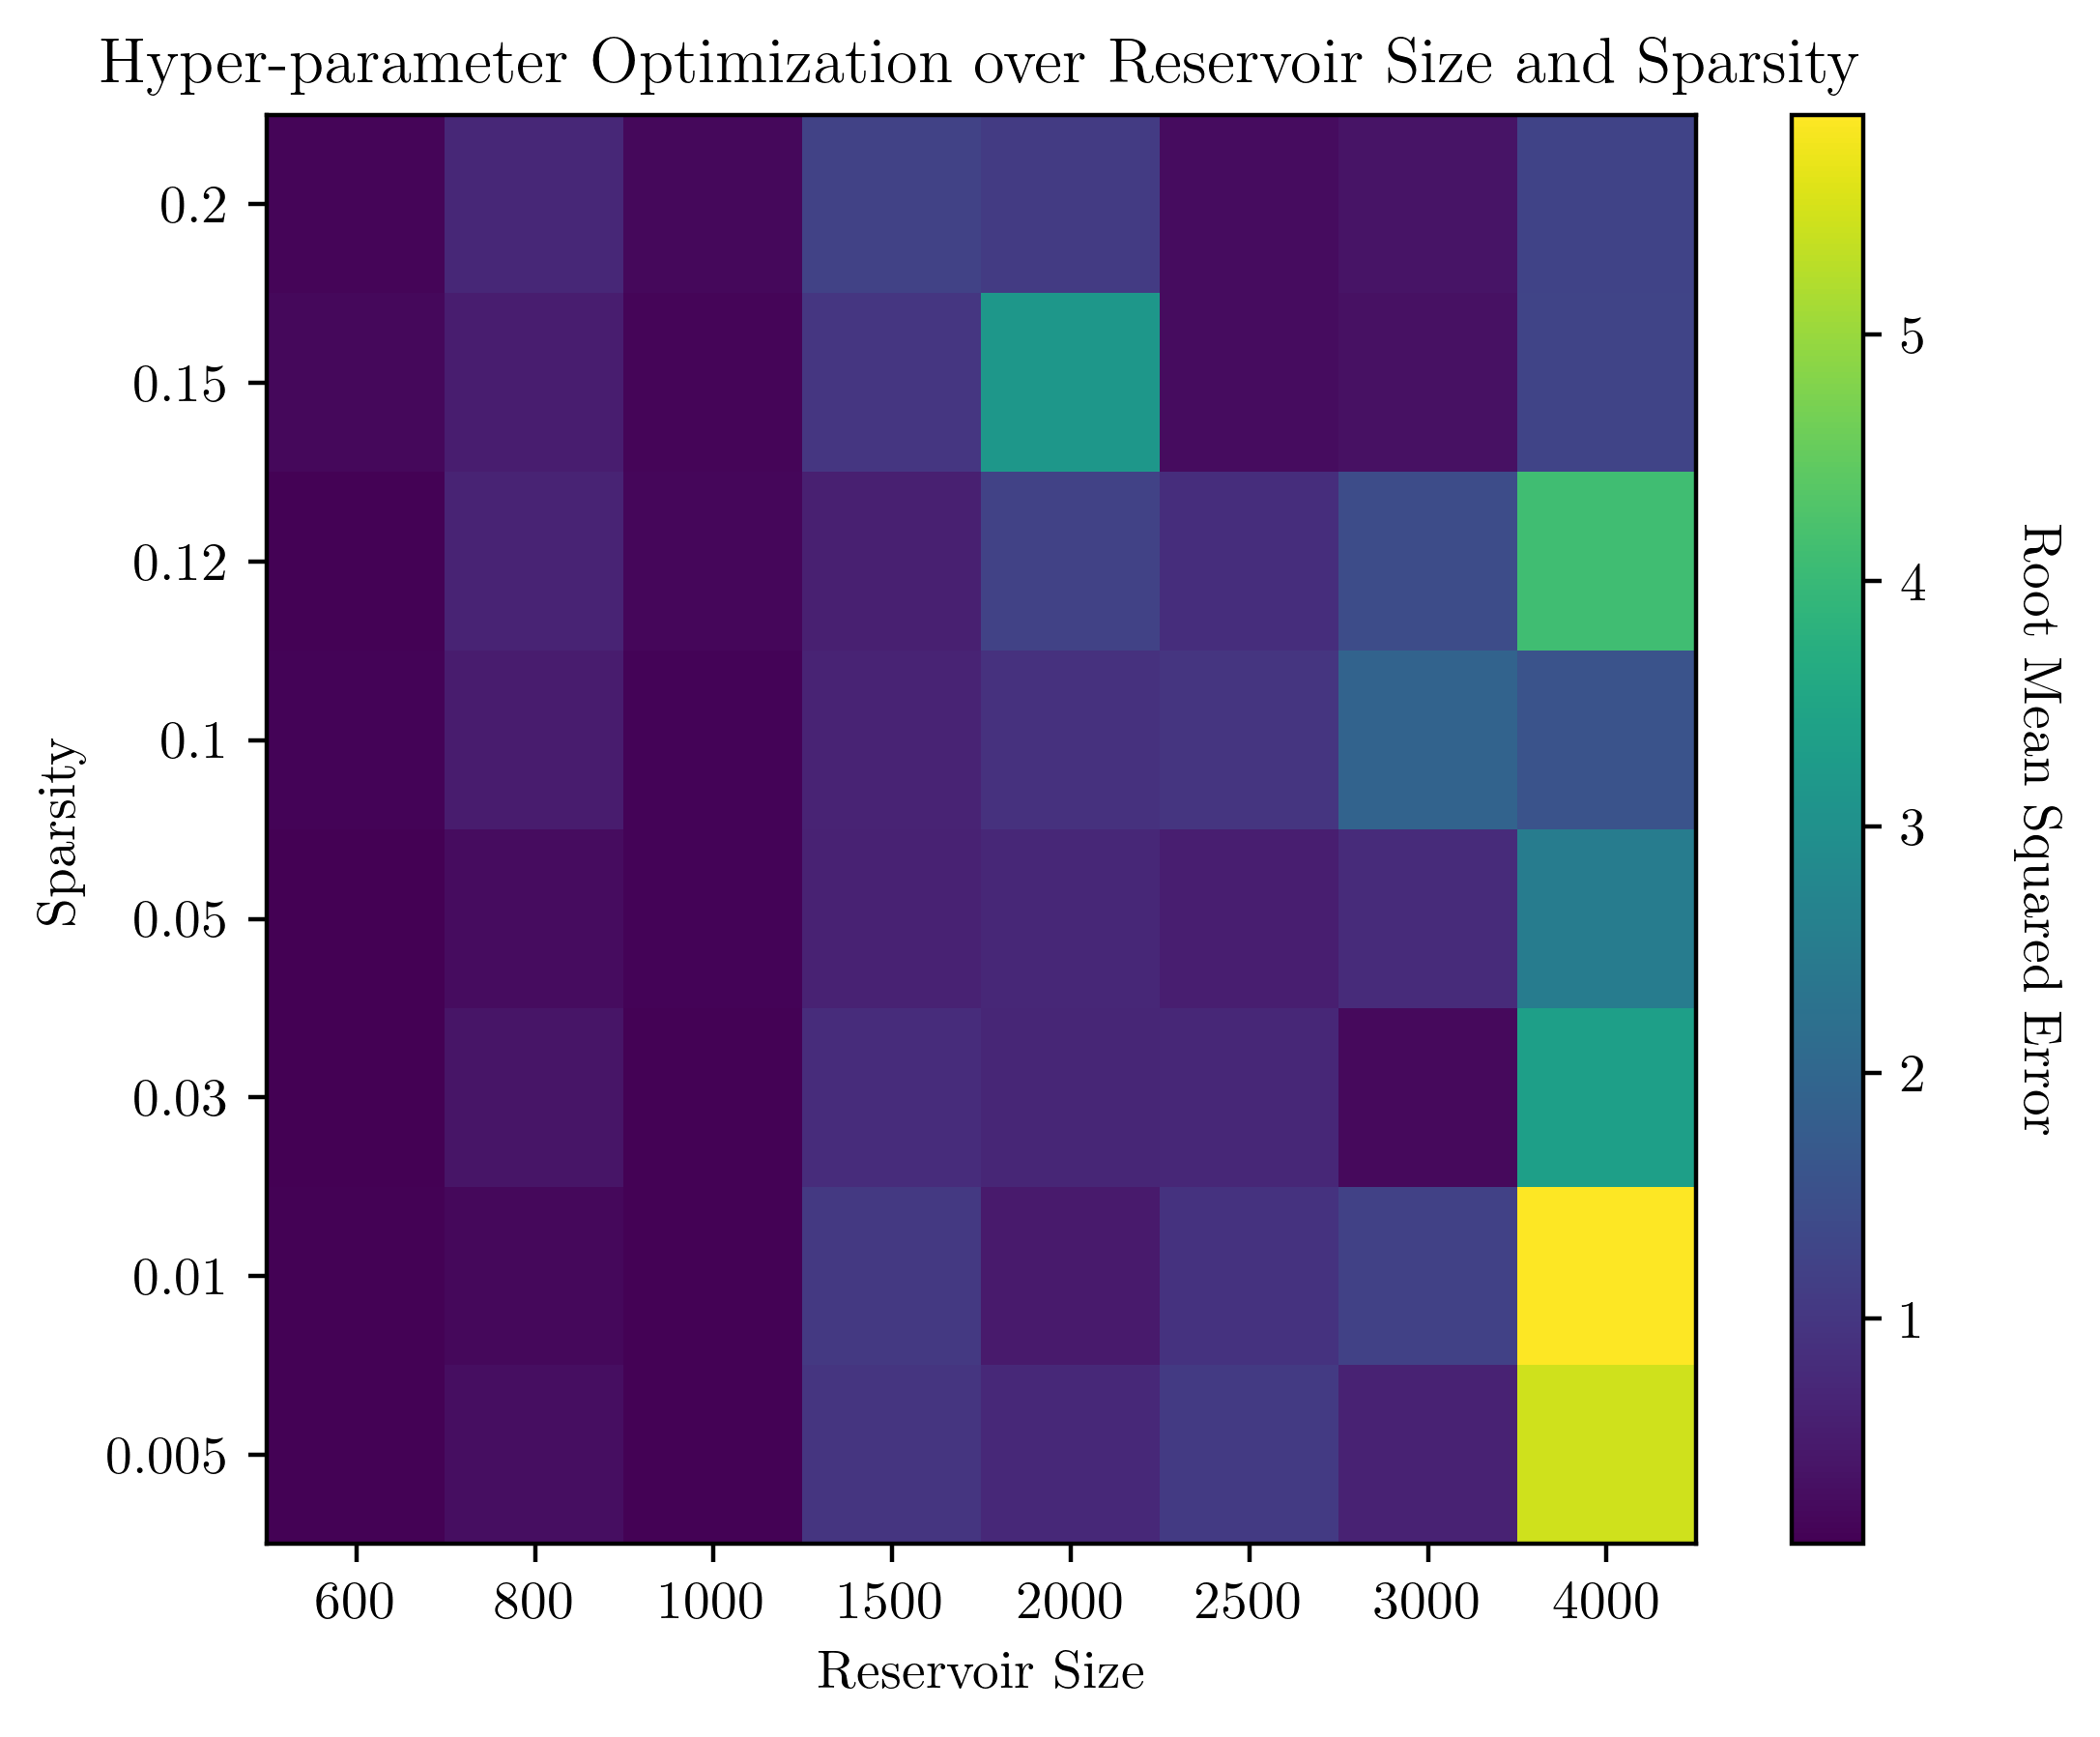 Hyper-parameter Optimization over Reservoir Size and Sparsity
Sparsity
0.2
0.15
0.12
0.1
0.05
0.03
0.01
0.005
600 800 1000 1500 2000 2500 3000 4000
Reservoir Size
5
4
3
2
1
Root Mean Squared Error